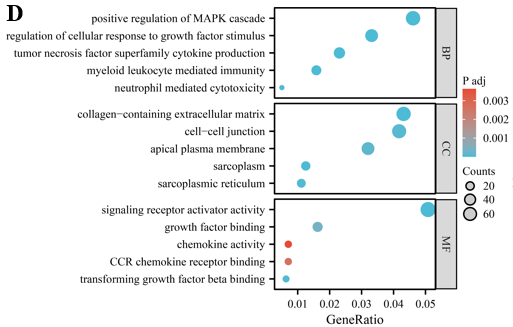 D
positive regulation of MAPK cascade
regulation of cellular response to growth factor stimulus
tumor necrosis factor superfamily cytokine production
myeloid leukocyte mediated immunity
neutrophil mediated cytotoxicity
BP
collagen−containing extracellular matrix
cell−cell junction
apical plasma membrane
sarcoplasm
sarcoplasmic reticulum
CC
signaling receptor activator activity
growth factor binding
chemokine activity
CCR chemokine receptor binding
transforming growth factor beta binding
MF
0.01 0.02 0.03 0.04 0.05
GeneRatio
P adj
0.003
0.002
0.001
Counts
20
40
60